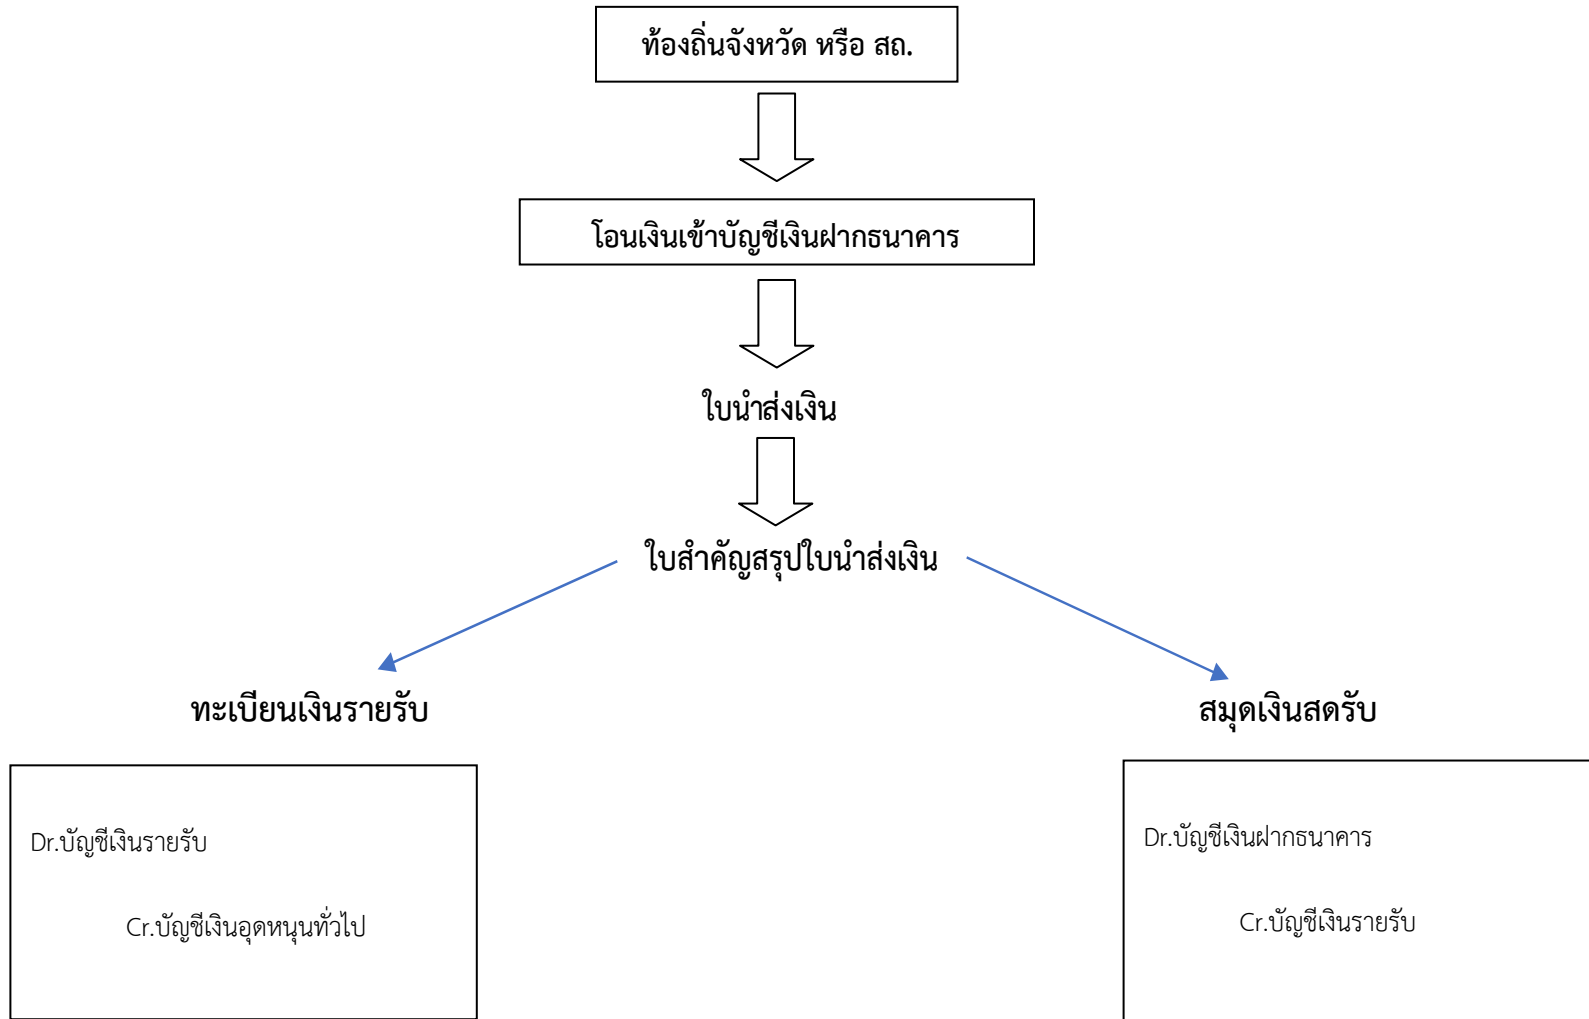 ท้องถิ่นจังหวัด หรือ สถ.
โอนเงินเข้าบัญชีเงินฝากธนาคาร
ใบนำส่งเงิน
ใบสำคัญสรุปใบนำส่งเงิน
ทะเบียนเงินรายรับ
สมุดเงินสดรับ
Dr.บัญชีเงินรายรับ
Cr.บัญชีเงินอุดหนุนทั่วไป
Dr.บัญชีเงินฝากธนาคาร
Cr.บัญชีเงินรายรับ